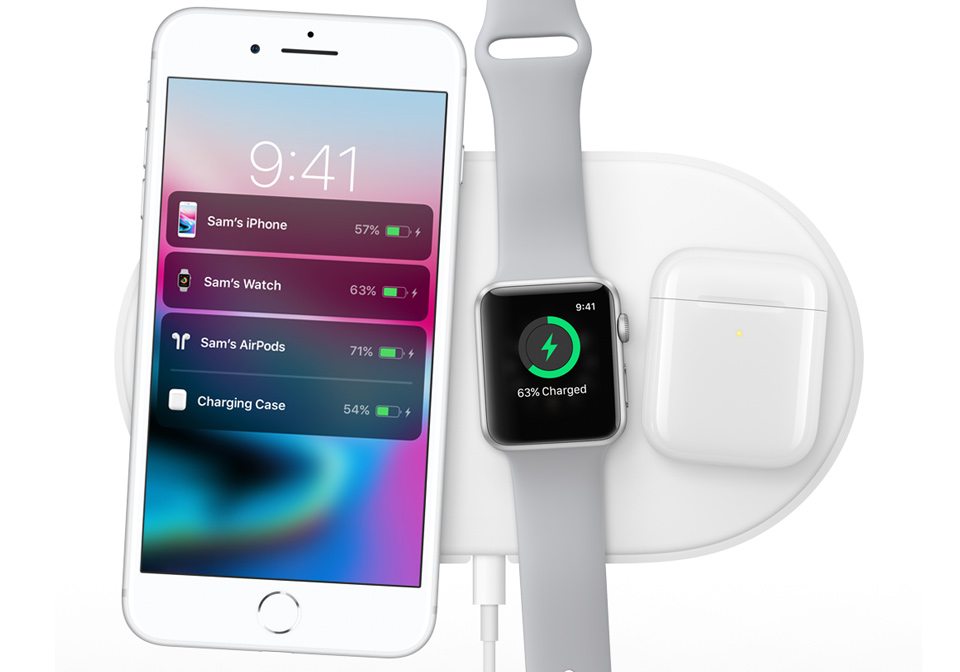 9:41
Sam's iPhone 57%
Sam's Watch 63%
Sam's AirPods 71%
Charging Case 54%
9:41
63% Charged